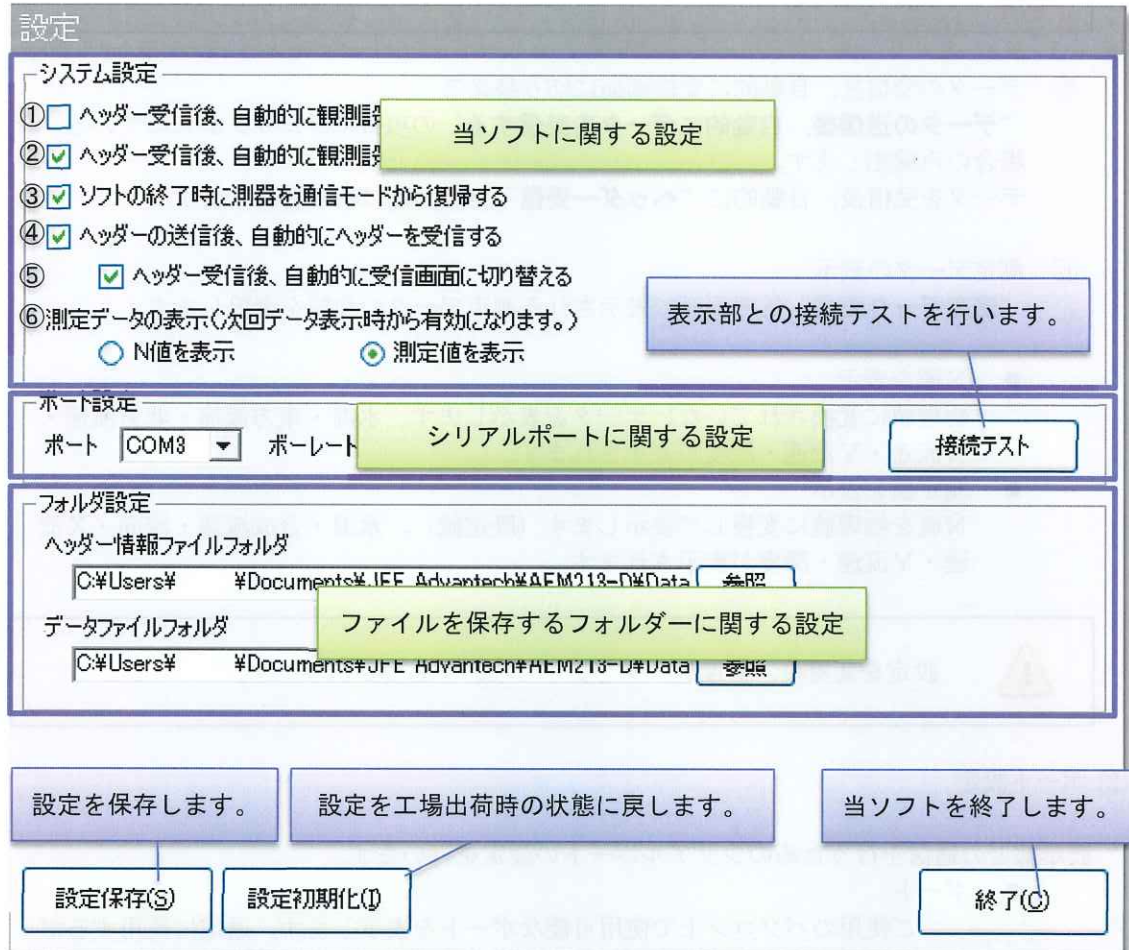 設定
システム設定
① ヘッダー受信後、自動的に観測設
当ソフトに関する設定
② ヘッダー受信後、自動的に観測設
③ ソフトの終了時に測器を通信モードから復帰する
④ ヘッダーの送信後、自動的にヘッダーを受信する
⑤ ヘッダー受信後、自動的に受信画面に切り替える
⑥測定データの表示(次回データ表示時から有効になります。)
表示部との接続テストを行います。
N値を表示 測定値を表示
ポート設定
ポート COM3 ボーレート
シリアルポートに関する設定
接続テスト
フォルダ設定
ヘッダー情報ファイルフォルダ
C:¥Users¥ ¥Documents¥JFE Advantech¥AEM213-D¥Data 参照
ファイルを保存するフォルダーに関する設定
データファイルフォルダ
C:¥Users¥ ¥Documents¥JFE Advantech¥AEM213-D¥Data 参照
設定を保存します。 設定を工場出荷時の状態に戻します。 当ソフトを終了します。
設定保存(S) 設定初期化(I) 終了(C)